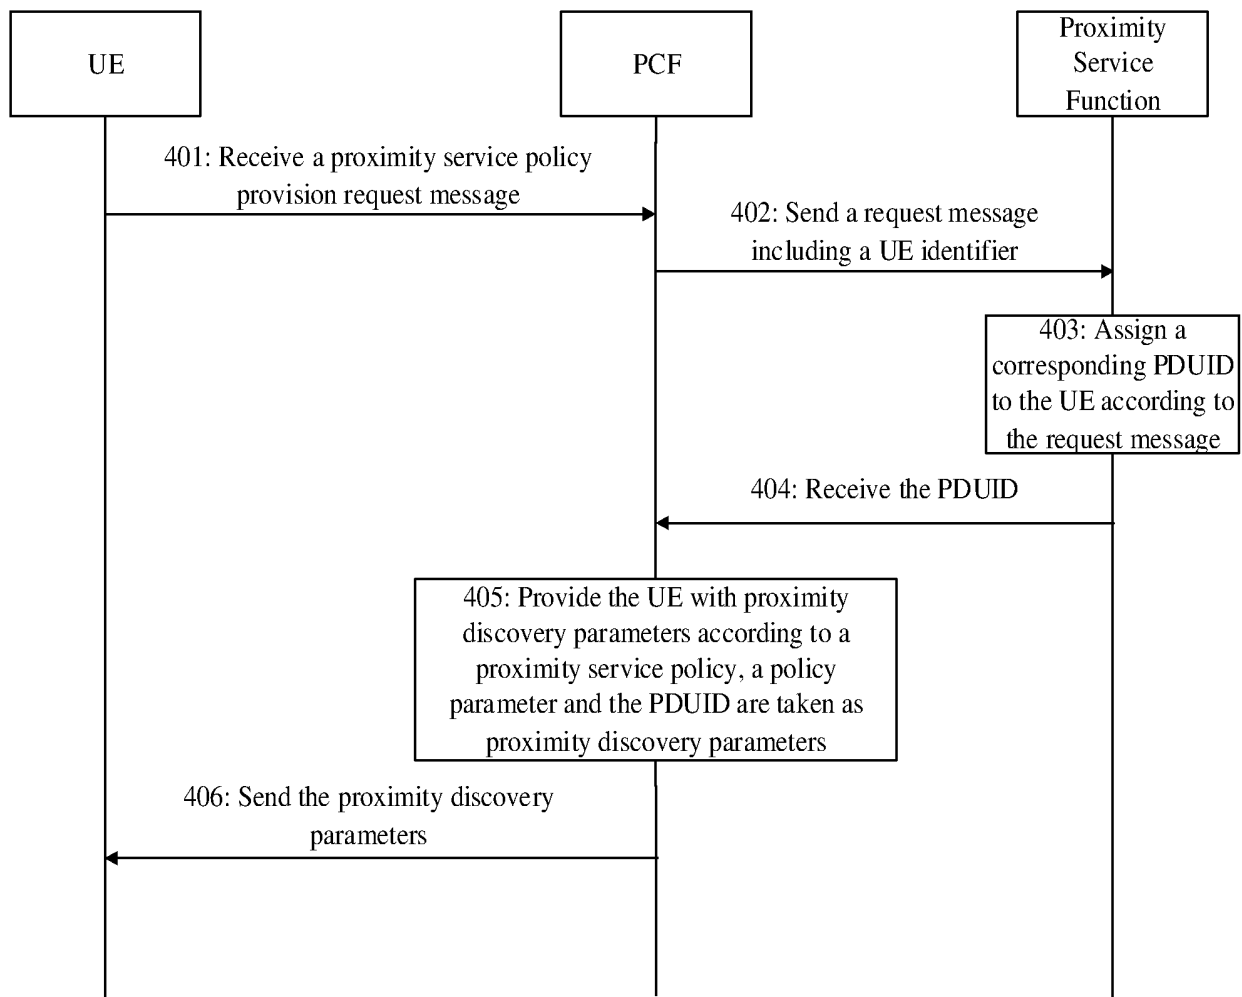 UE
PCF
Proximity
Service
Function
401: Receive a proximity service policy
provision request message
402: Send a request message
including a UE identifier
403: Assign a
corresponding PDUID
to the UE according to
the request message
404: Receive the PDUID
405: Provide the UE with proximity
discovery parameters according to a
proximity service policy, a policy
parameter and the PDUID are taken as
proximity discovery parameters
406: Send the proximity discovery
parameters